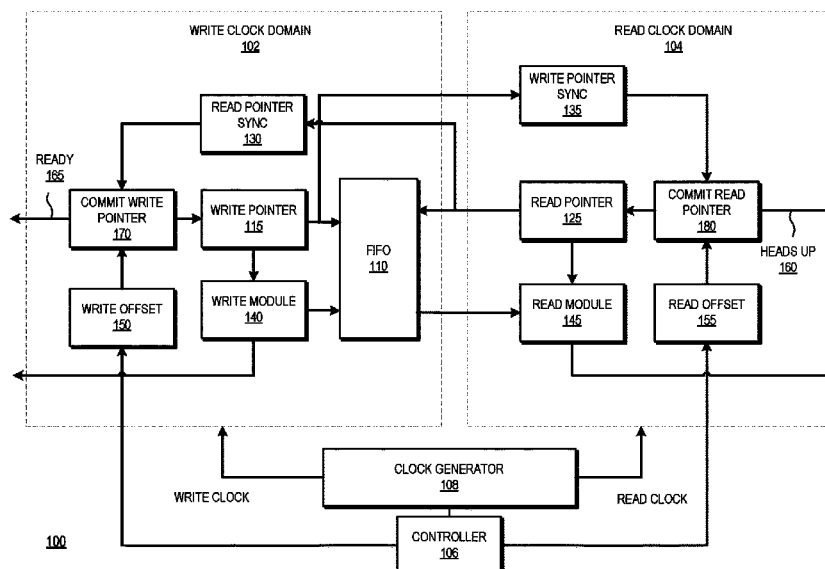 WRITE CLOCK DOMAIN
102
READ CLOCK DOMAIN
104
READ POINTER
SYNC
130
WRITE POINTER
SYNC
135
READY
165
COMMIT WRITE
POINTER
170
WRITE POINTER
115
FIFO
110
READ POINTER
125
COMMIT READ
POINTER
180
HEADS UP
160
WRITE OFFSET
150
WRITE MODULE
140
READ MODULE
145
READ OFFSET
155
CLOCK GENERATOR
108
WRITE CLOCK
READ CLOCK
CONTROLLER
106
100